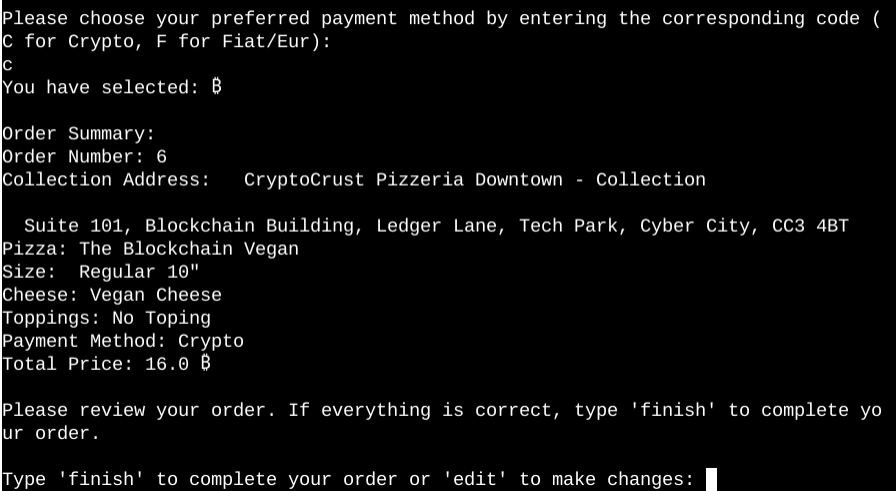 Please choose your preferred payment method by entering the corresponding code (
C for Crypto, F for Fiat/Eur):
c
You have selected: ₿
Order Summary:
Order Number: 6
Collection Address:   CryptoCrust Pizzeria Downtown - Collection
  Suite 101, Blockchain Building, Ledger Lane, Tech Park, Cyber City, CC3 4BT
Pizza: The Blockchain Vegan
Size:  Regular 10"
Cheese: Vegan Cheese
Toppings: No Toping
Payment Method: Crypto
Total Price: 16.0 ₿
Please review your order. If everything is correct, type 'finish' to complete yo
ur order.
Type 'finish' to complete your order or 'edit' to make changes: